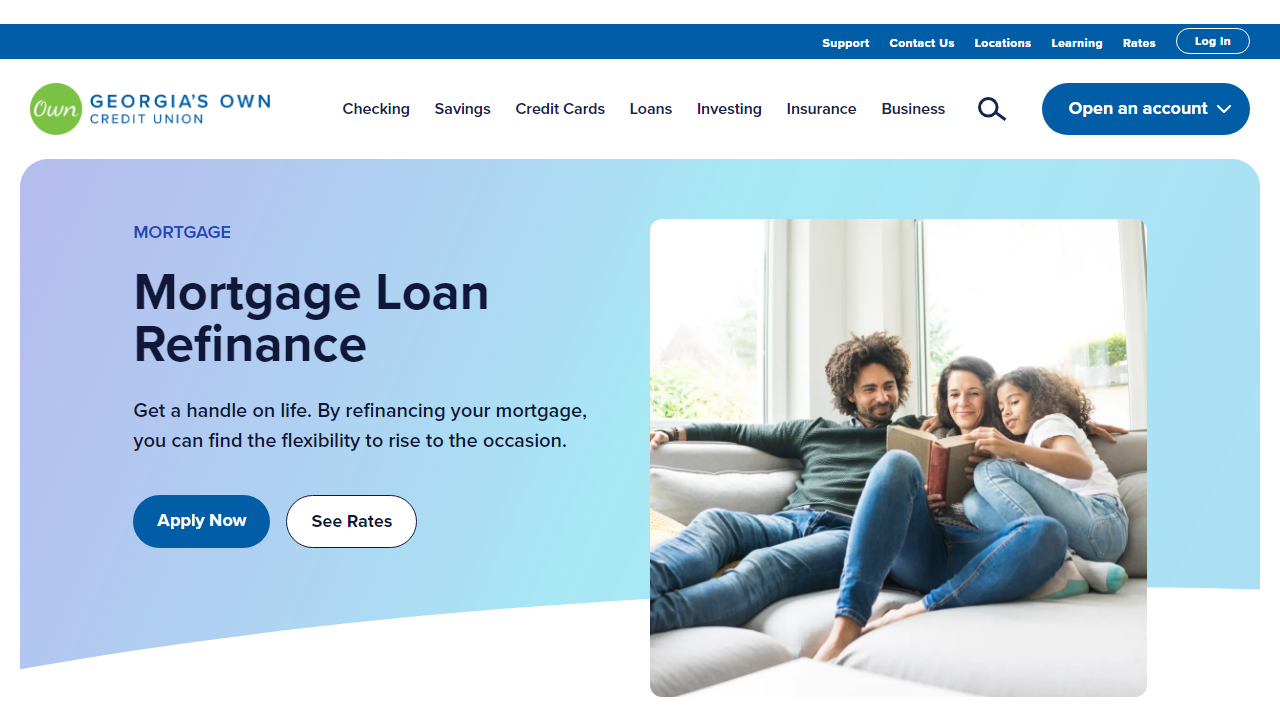 Support Contact Us Locations Learning Rates Log In
Own GEORGIA'S OWN
CREDIT UNION
Checking Savings Credit Cards Loans Investing Insurance Business Open an account
MORTGAGE
Mortgage Loan
Refinance
Get a handle on life. By refinancing your mortgage,
you can find the flexibility to rise to the occasion.
Apply Now See Rates